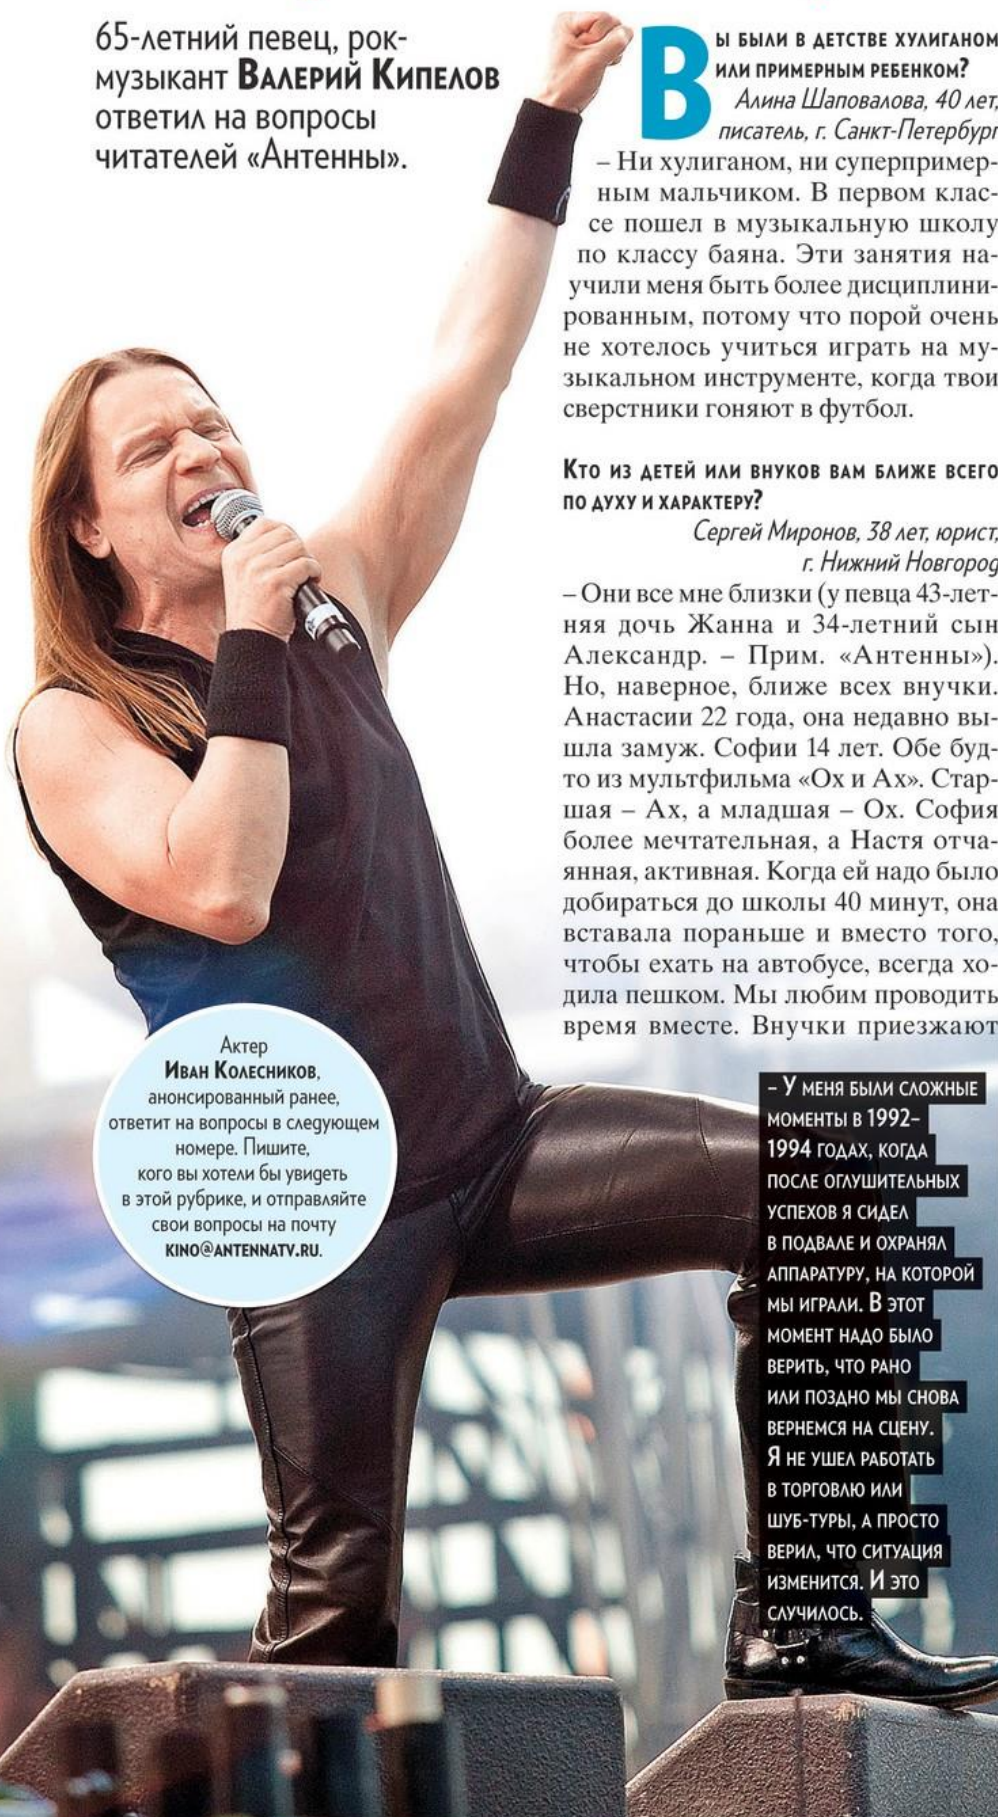 65-летний певец, рок-
музыкант Валерий Кипелов
ответил на вопросы
читателей «Антенны».
Вы были в детстве хулиганом
или примерным ребенком?
Алина Шаповалова, 40 лет,
писатель, г. Санкт-Петербург
– Ни хулиганом, ни суперпример-
ным мальчиком. В первом клас-
се пошел в музыкальную школу
по классу баяна. Эти занятия на-
учили меня быть более дисциплини-
рованным, потому что порой очень
не хотелось учиться играть на му-
зыкальном инструменте, когда твои
сверстники гоняют в футбол.
Кто из детей или внуков вам ближе всего
по духу и характеру?
Сергей Миронов, 38 лет, юрист,
г. Нижний Новгород
– Они все мне близки (у певца 43-лет-
няя дочь Жанна и 34-летний сын
Александр. – Прим. «Антенны»).
Но, наверное, ближе всех внучки.
Анастасии 22 года, она недавно вы-
шла замуж. Софии 14 лет. Обе буд-
то из мультфильма «Ох и Ах». Стар-
шая – Ах, а младшая – Ох. София
более мечтательная, а Настя отча-
янная, активная. Когда ей надо было
добираться до школы 40 минут, она
вставала пораньше и вместо того,
чтобы ехать на автобусе, всегда хо-
дила пешком. Мы любим проводить
время вместе. Внучки приезжают
Актер
Иван Колесников,
анонсированный ранее,
ответит на вопросы в следующем
номере. Пишите,
кого вы хотели бы увидеть
в этой рубрике, и отправляйте
свои вопросы на почту
KINO@ANTENNATV.RU.
– У меня были сложные
моменты в 1992–
1994 годах, когда
после оглушительных
успехов я сидел
в подвале и охранял
аппаратуру, на которой
мы играли. В этот
момент надо было
верить, что рано
или поздно мы снова
вернемся на сцену.
Я не ушел работать
в торговлю или
шуб-туры, а просто
верил, что ситуация
изменится. И это
случилось.